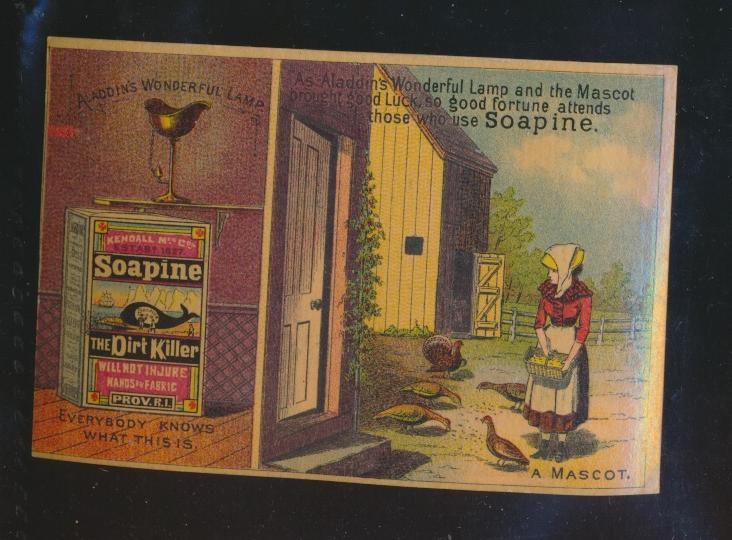 ALADDIN'S WONDERFUL LAMP
KENDALL MFG. CO'S
ESTAB'T 1827.
Soapine
THE Dirt Killer
WILL NOT INJURE
HANDS OR FABRIC
PROV. R.I.
EVERYBODY KNOWS
WHAT THIS IS.
As Aladdin's Wonderful Lamp and the Mascot
brought good Luck, so good fortune attends
those who use Soapine.
A MASCOT.